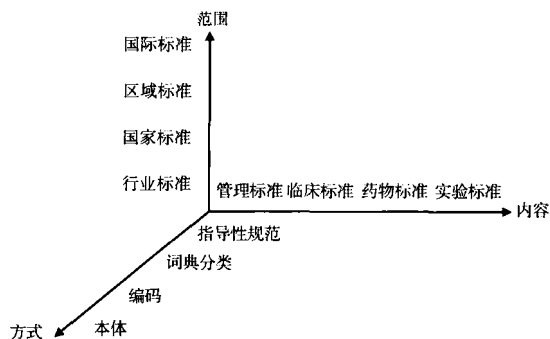 范围
国际标准
区域标准
国家标准
行业标准
管理标准 临床标准 药物标准 实验标准
内容
指导性规范
词典分类
编码
本体
方式